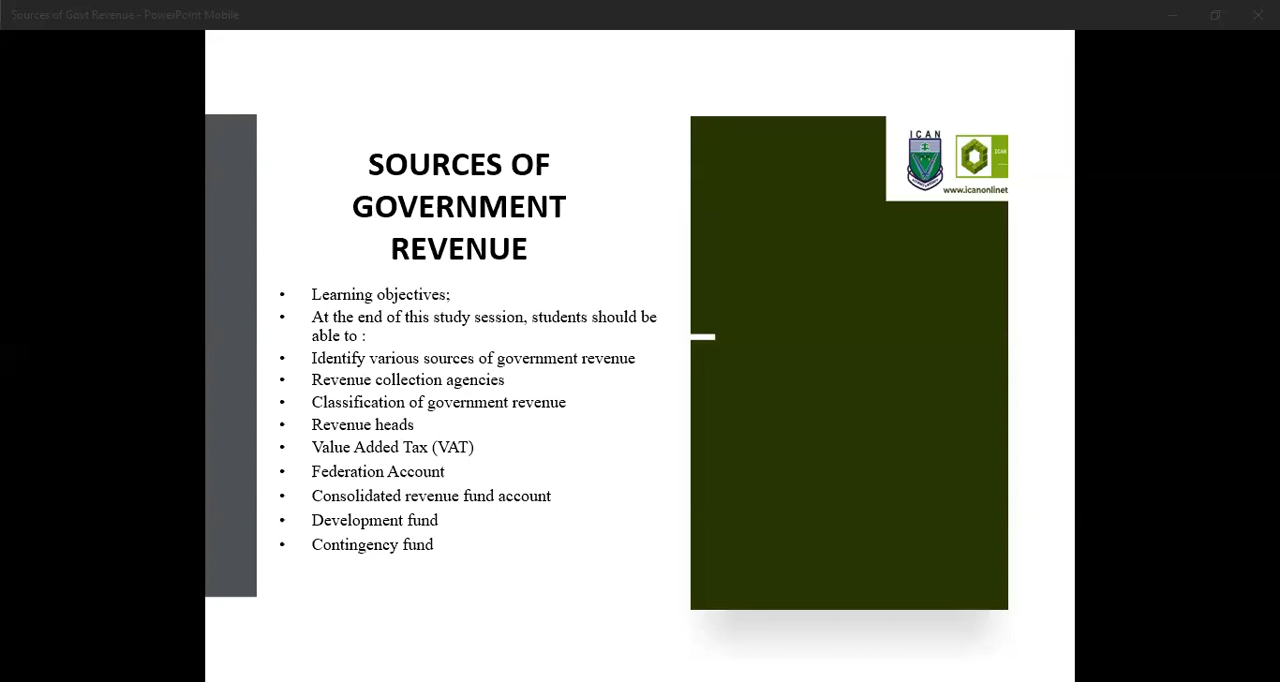 Sources of Govt Revenue - PowerPoint Mobile
SOURCES OF
GOVERNMENT
REVENUE
• Learning objectives;
• At the end of this study session, students should be
able to :
• Identify various sources of government revenue
• Revenue collection agencies
• Classification of government revenue
• Revenue heads
• Value Added Tax (VAT)
• Federation Account
• Consolidated revenue fund account
• Development fund
• Contingency fund
ICAN
ICAN
www.icanonlinet